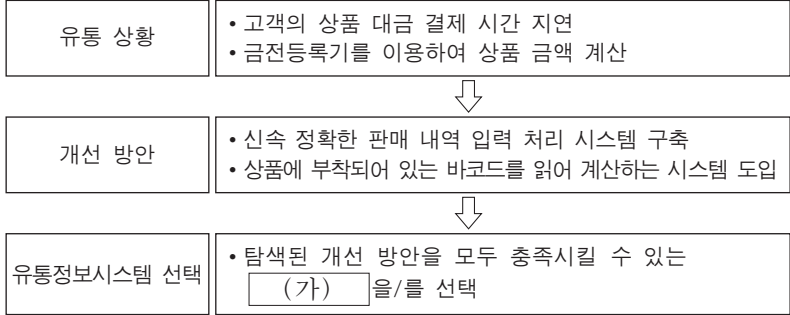 유통 상황
• 고객의 상품 대금 결제 시간 지연
• 금전등록기를 이용하여 상품 금액 계산
개선 방안
• 신속 정확한 판매 내역 입력 처리 시스템 구축
• 상품에 부착되어 있는 바코드를 읽어 계산하는 시스템 도입
유통정보시스템 선택
• 탐색된 개선 방안을 모두 충족시킬 수 있는
(가) 을/를 선택